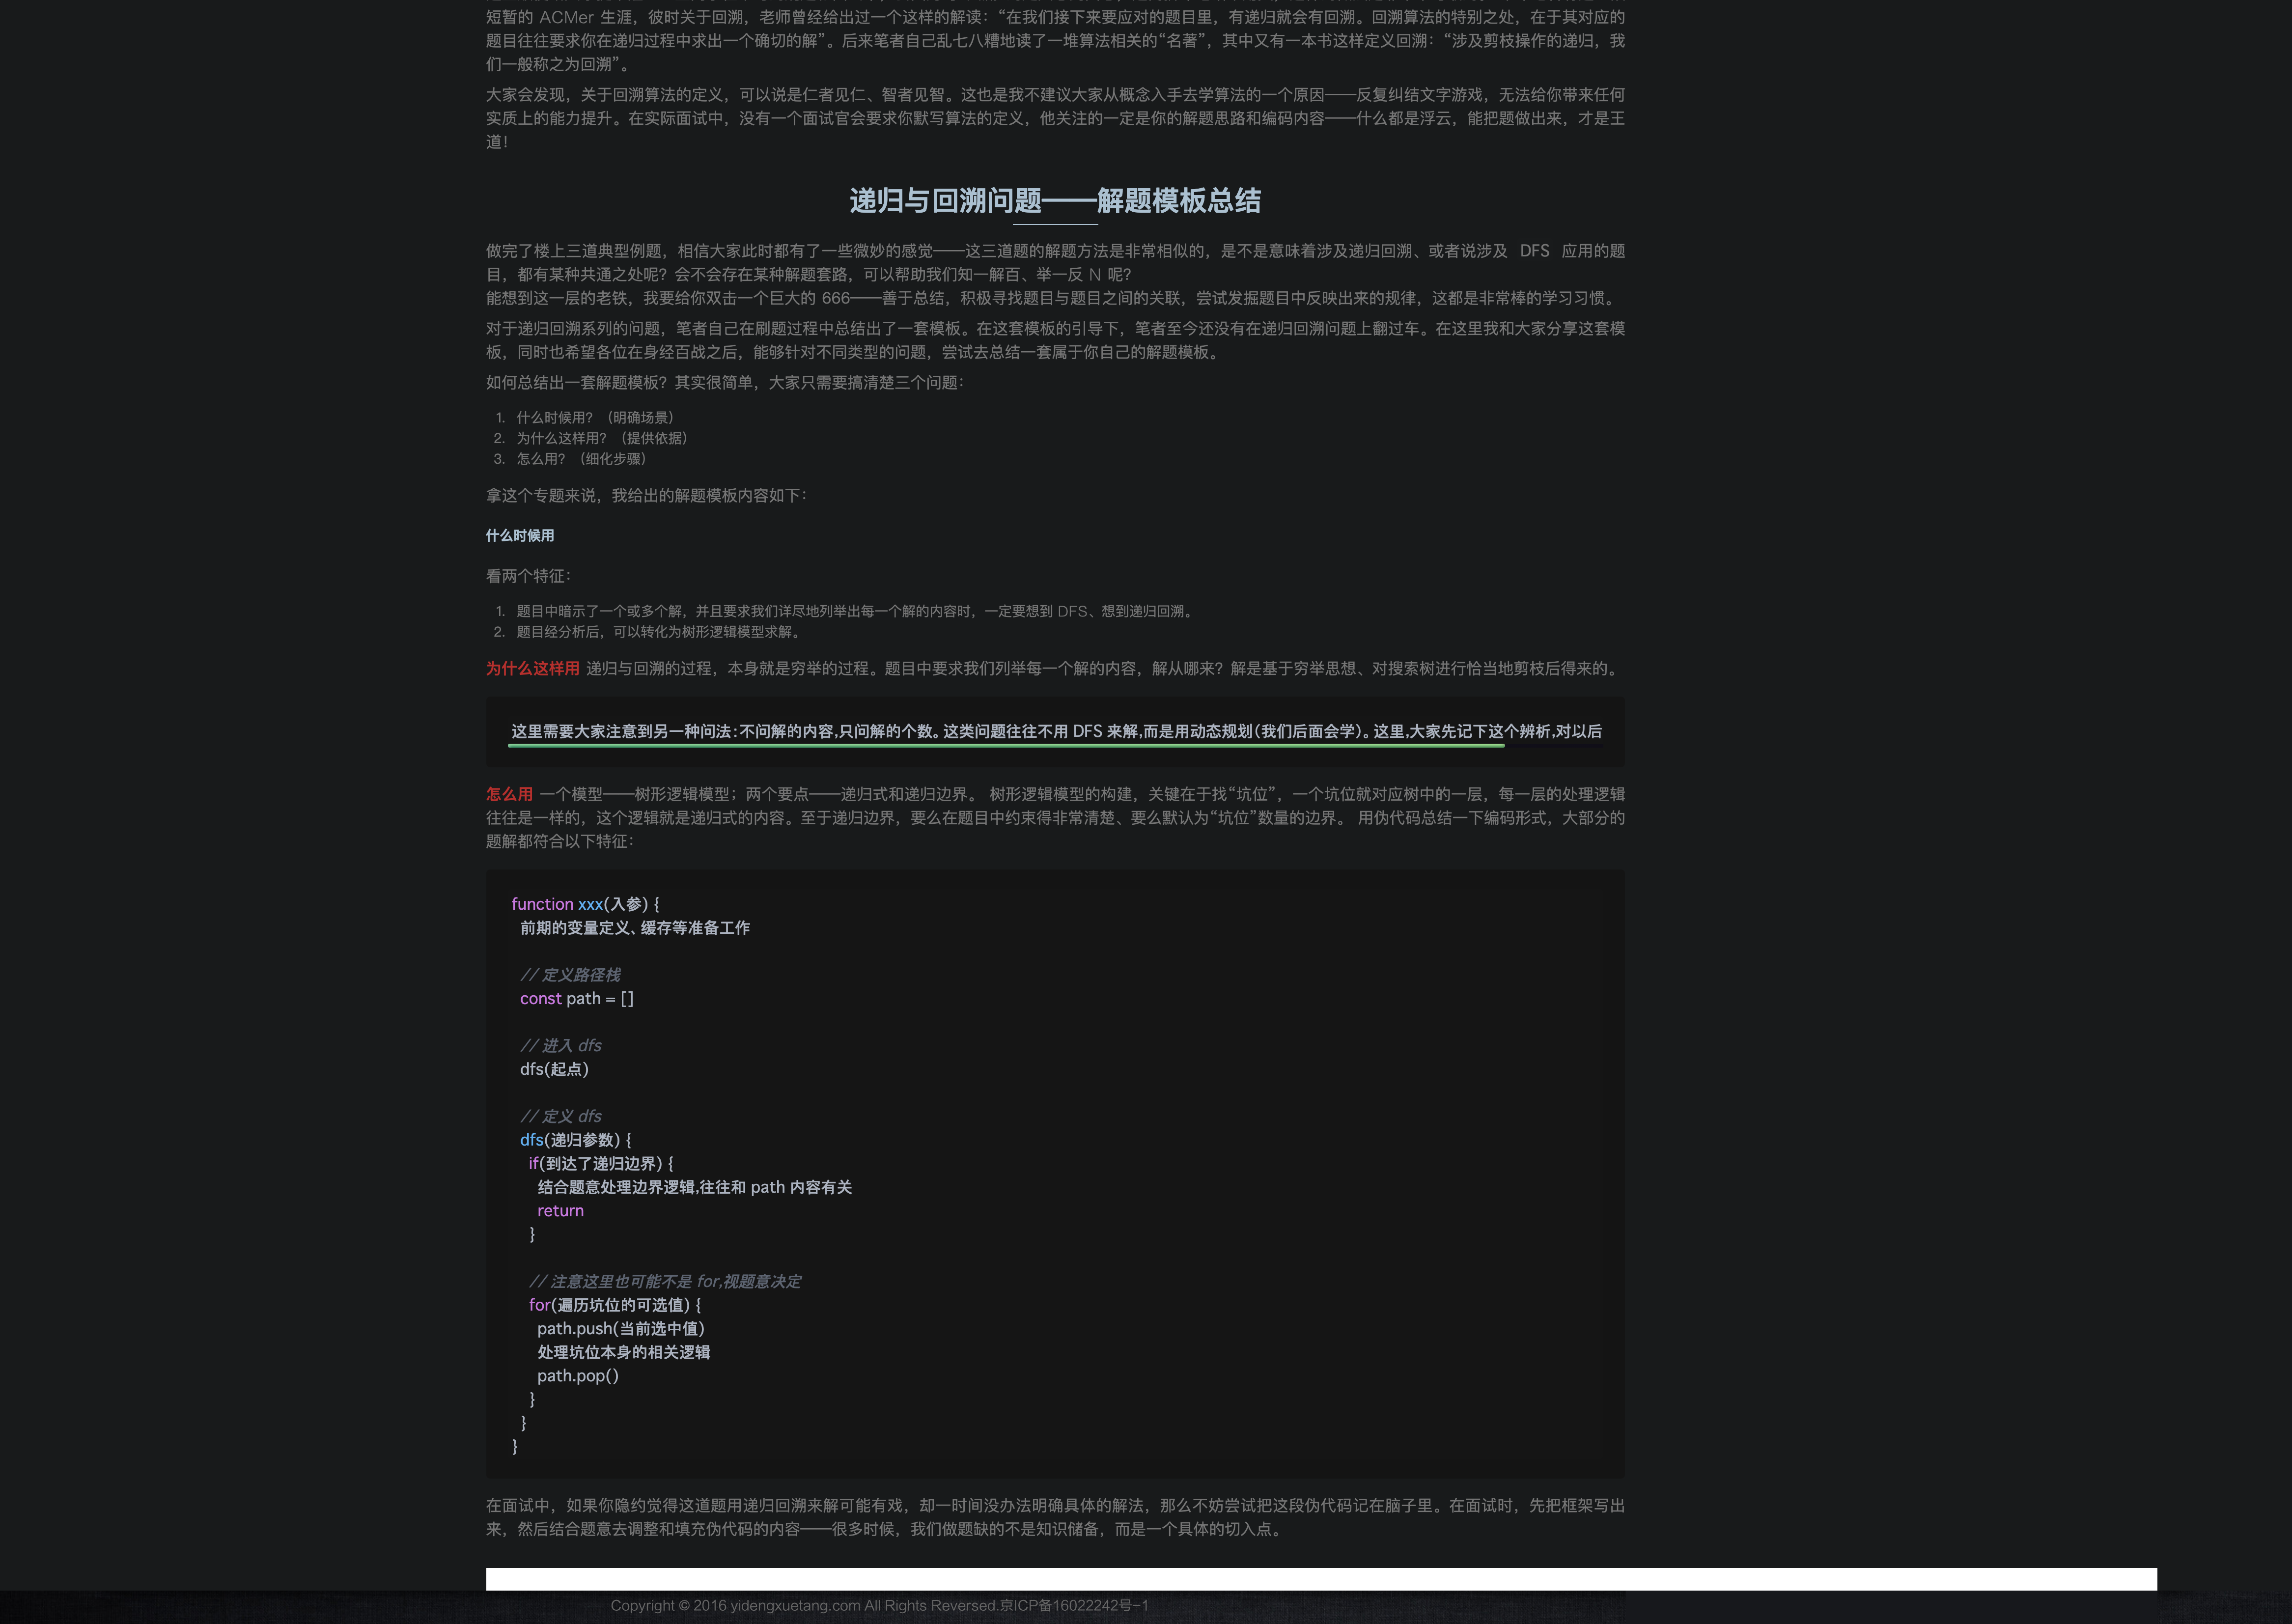 短暂的 ACMer 生涯，彼时关于回溯，老师曾经给出过一个这样的解读：“在我们接下来要应对的题目里，有递归就会有回溯。回溯算法的特别之处，在于其对应的
题目往往要求你在递归过程中求出一个确切的解”。后来笔者自己乱七八糟地读了一堆算法相关的“名著”，其中又有一本书这样定义回溯：“涉及剪枝操作的递归，我
们一般称之为回溯”。
大家会发现，关于回溯算法的定义，可以说是仁者见仁、智者见智。这也是我不建议大家从概念入手去学算法的一个原因——反复纠结文字游戏，无法给你带来任何
实质上的能力提升。在实际面试中，没有一个面试官会要求你默写算法的定义，他关注的一定是你的解题思路和编码内容——什么都是浮云，能把题做出来，才是王
道！
递归与回溯问题——解题模板总结
做完了楼上三道典型例题，相信大家此时都有了一些微妙的感觉——这三道题的解题方法是非常相似的，是不是意味着涉及递归回溯、或者说涉及 DFS 应用的题
目，都有某种共通之处呢？会不会存在某种解题套路，可以帮助我们知一解百、举一反 N 呢？
能想到这一层的老铁，我要给你双击一个巨大的 666——善于总结，积极寻找题目与题目之间的关联，尝试发掘题目中反映出来的规律，这都是非常棒的学习习惯。
对于递归回溯系列的问题，笔者自己在刷题过程中总结出了一套模板。在这套模板的引导下，笔者至今还没有在递归回溯问题上翻过车。在这里我和大家分享这套模
板，同时也希望各位在身经百战之后，能够针对不同类型的问题，尝试去总结一套属于你自己的解题模板。
如何总结出一套解题模板？其实很简单，大家只需要搞清楚三个问题：
1. 什么时候用？（明确场景）
2. 为什么这样用？（提供依据）
3. 怎么用？（细化步骤）
拿这个专题来说，我给出的解题模板内容如下：
什么时候用
看两个特征：
1. 题目中暗示了一个或多个解，并且要求我们详尽地列举出每一个解的内容时，一定要想到 DFS、想到递归回溯。
2. 题目经分析后，可以转化为树形逻辑模型求解。
为什么这样用 递归与回溯的过程，本身就是穷举的过程。题目中要求我们列举每一个解的内容，解从哪来？解是基于穷举思想、对搜索树进行恰当地剪枝后得来的。
这里需要大家注意到另一种问法：不问解的内容,只问解的个数。这类问题往往不用 DFS 来解,而是用动态规划（我们后面会学）。这里,大家先记下这个辨析,对以后
怎么用 一个模型——树形逻辑模型；两个要点——递归式和递归边界。 树形逻辑模型的构建，关键在于找“坑位”，一个坑位就对应树中的一层，每一层的处理逻辑
往往是一样的，这个逻辑就是递归式的内容。至于递归边界，要么在题目中约束得非常清楚、要么默认为“坑位”数量的边界。 用伪代码总结一下编码形式，大部分的
题解都符合以下特征：
function xxx(入参) {
  前期的变量定义、缓存等准备工作
  // 定义路径栈
  const path = []
  // 进入 dfs
  dfs(起点)
  // 定义 dfs
  dfs(递归参数) {
    if(到达了递归边界) {
      结合题意处理边界逻辑,往往和 path 内容有关
      return
    }
    // 注意这里也可能不是 for,视题意决定
    for(遍历坑位的可选值) {
      path.push(当前选中值)
      处理坑位本身的相关逻辑
      path.pop()
    }
  }
}
在面试中，如果你隐约觉得这道题用递归回溯来解可能有戏，却一时间没办法明确具体的解法，那么不妨尝试把这段伪代码记在脑子里。在面试时，先把框架写出
来，然后结合题意去调整和填充伪代码的内容——很多时候，我们做题缺的不是知识储备，而是一个具体的切入点。
Copyright © 2016 yidengxuetang.com All Rights Reversed.京ICP备16022242号-1